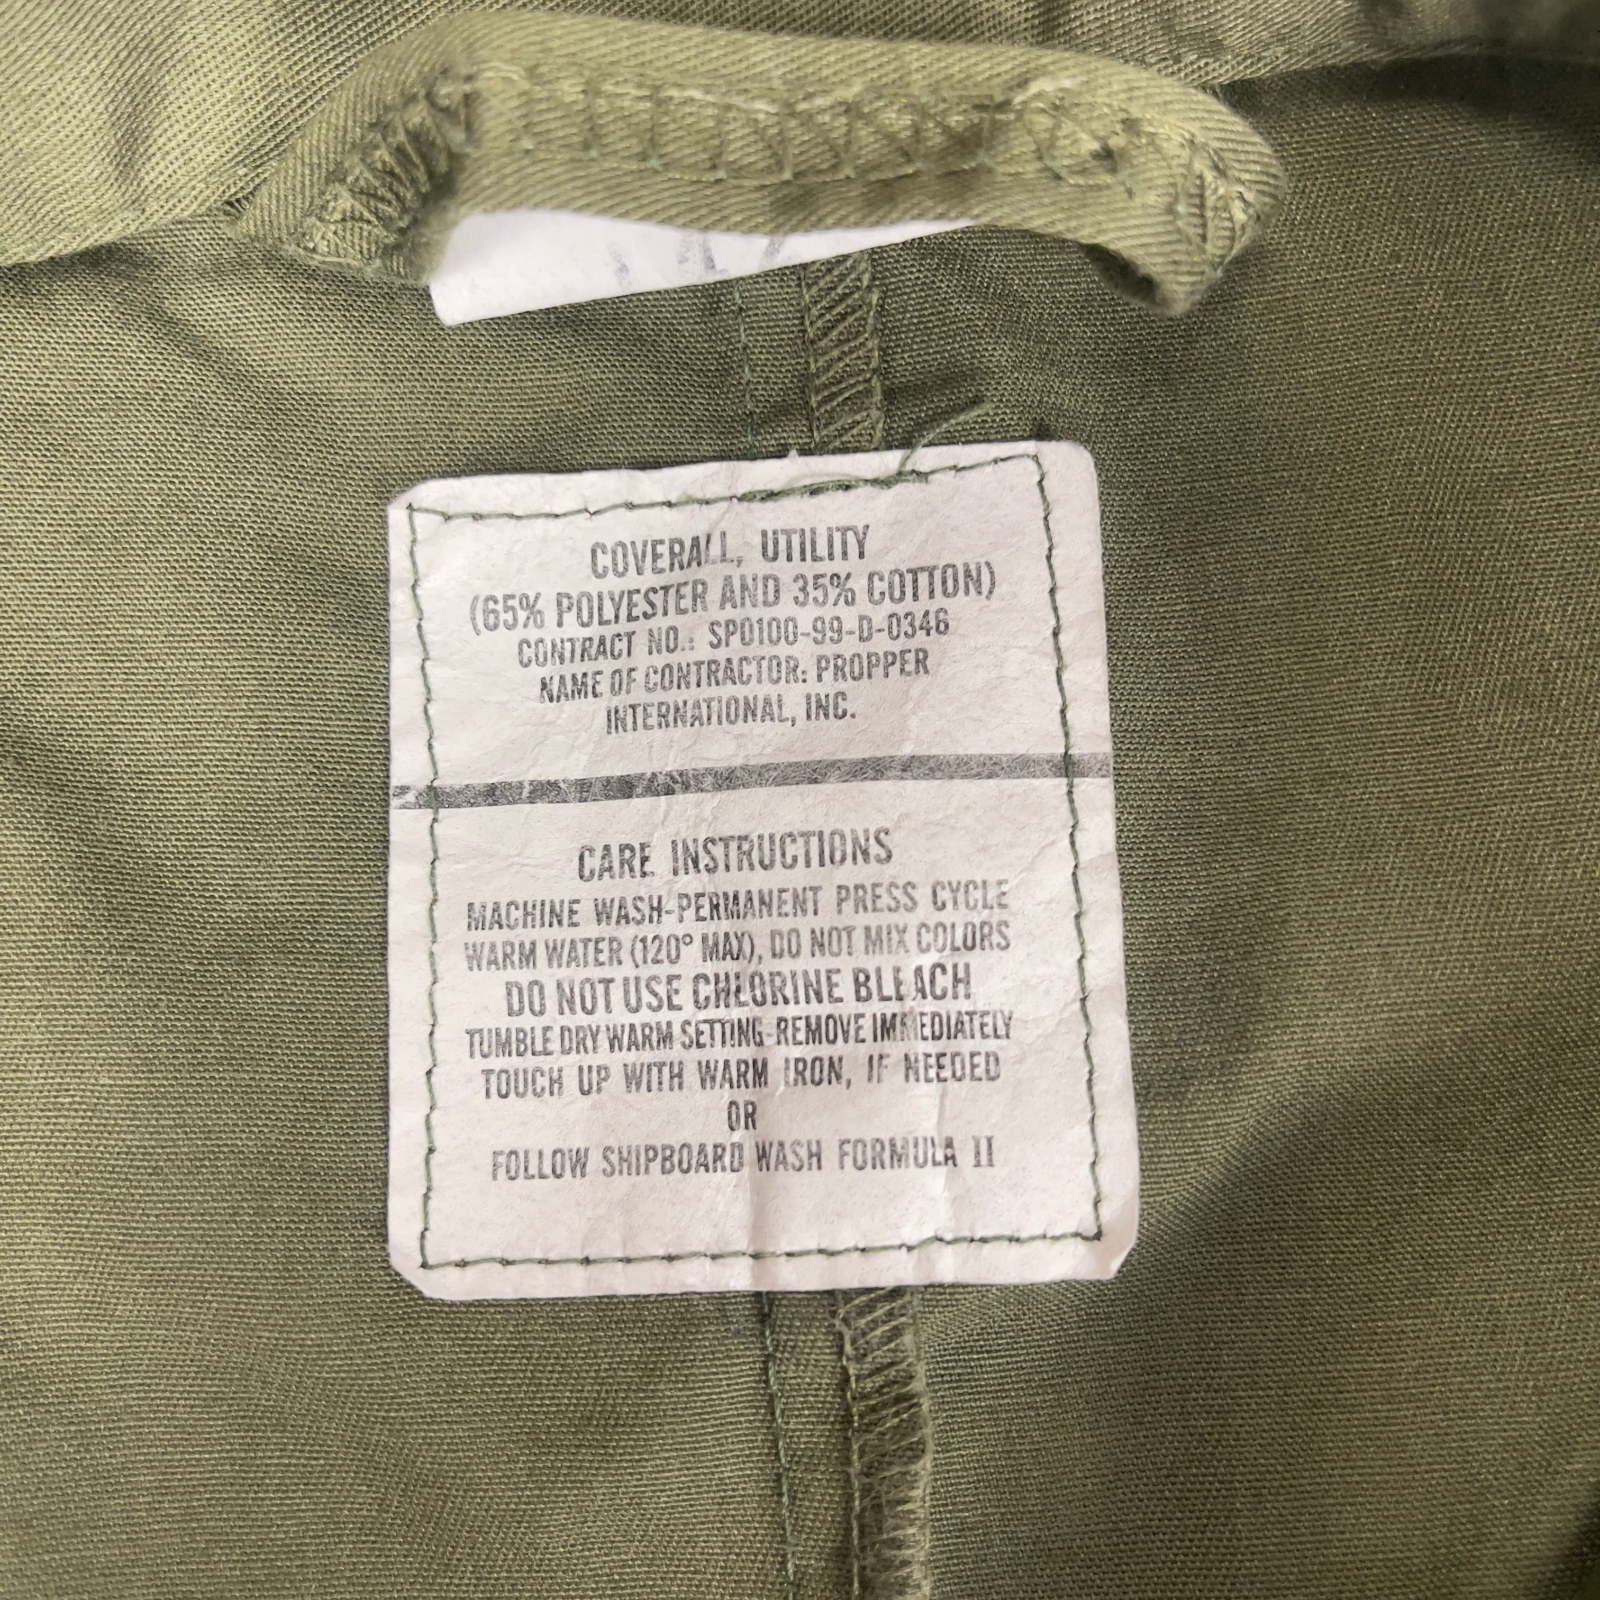 COVERALL, UTILITY
(65% POLYESTER AND 35% COTTON)
CONTRACT NO.: SPO100-99-D-0346
NAME OF CONTRACTOR: PROPPER
INTERNATIONAL, INC.
CARE INSTRUCTIONS
MACHINE WASH-PERMANENT PRESS CYCLE
WARM WATER (120° MAX), DO NOT MIX COLORS
DO NOT USE CHLORINE BLEACH
TUMBLE DRY WARM SETTING-REMOVE IMMEDIATELY
TOUCH UP WITH WARM IRON, IF NEEDED
OR
FOLLOW SHIPBOARD WASH FORMULA II